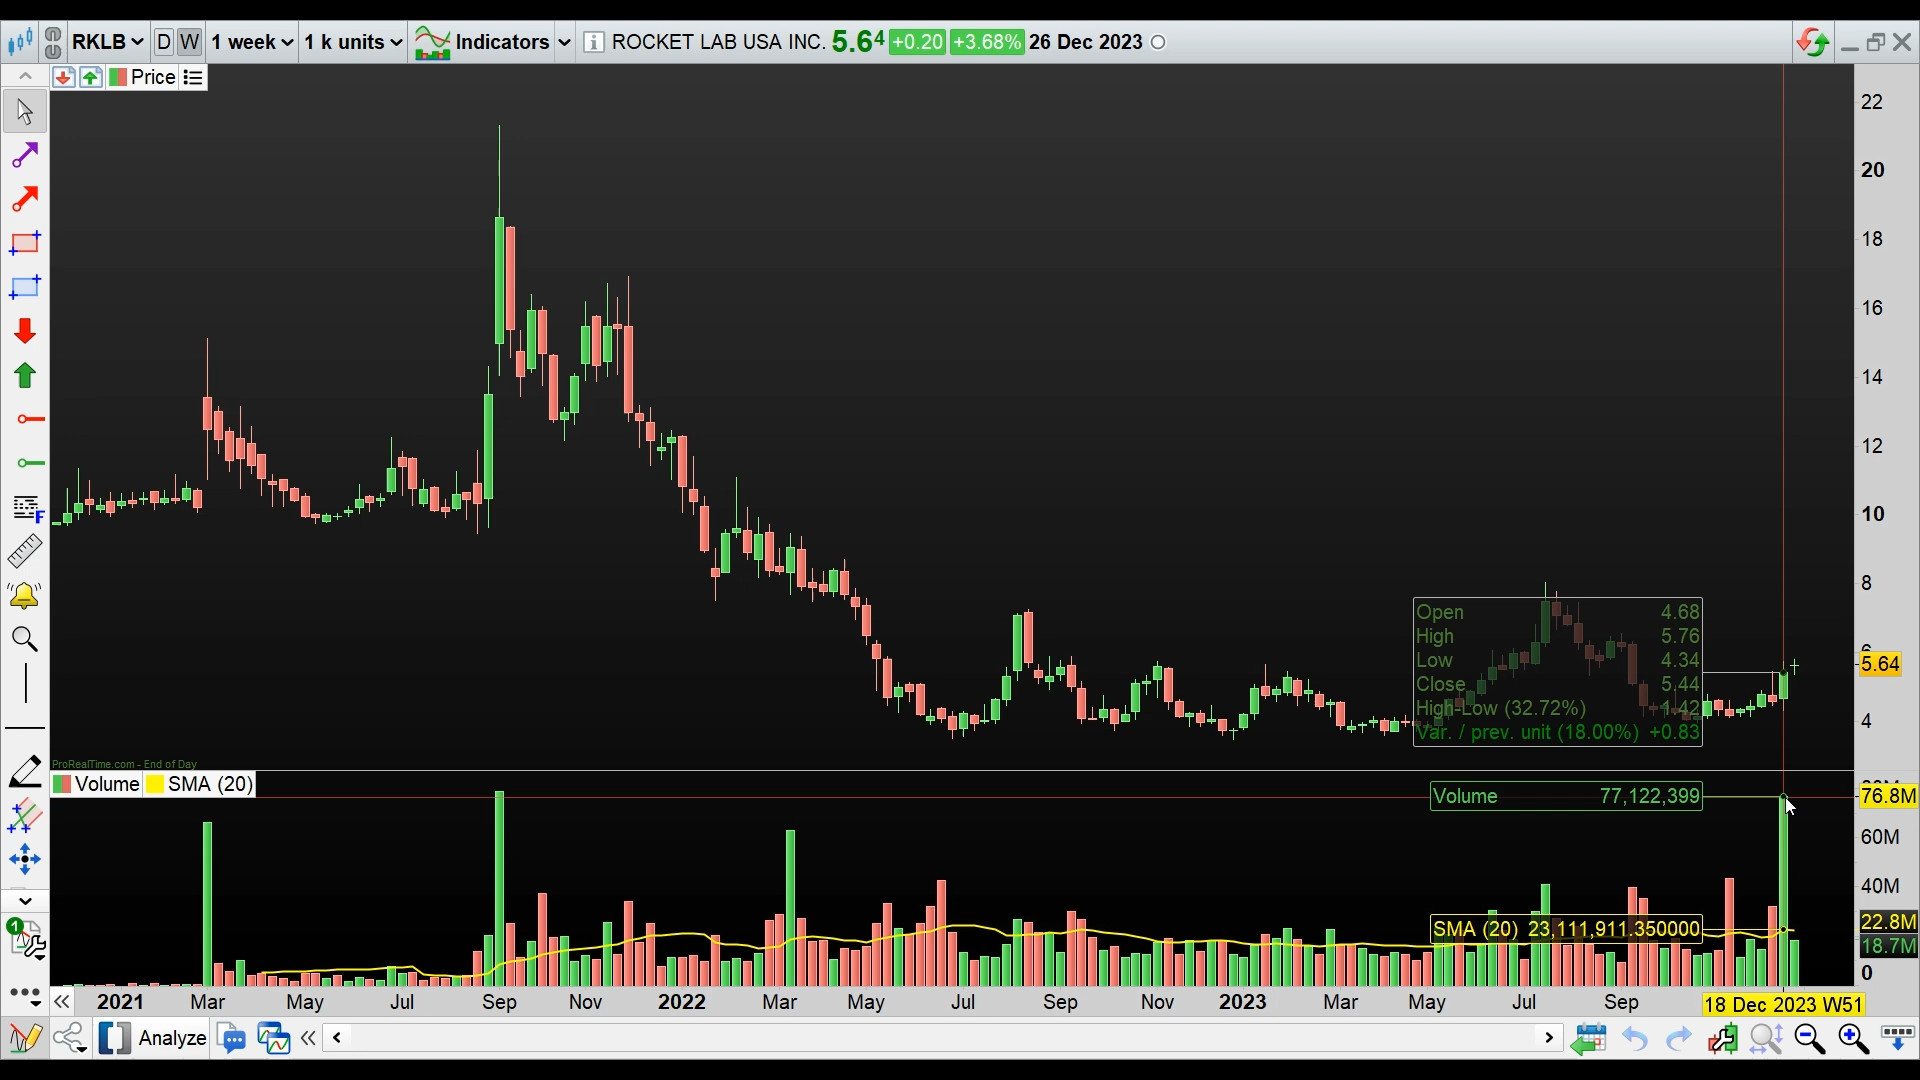 RKLB D W 1 week 1 k units Indicators i ROCKET LAB USA INC. 5.64 +0.20 +3.68% 26 Dec 2023
Price
22
20
18
16
14
12
10
8
Open 4.68
High 5.76
Low 4.34
Close 5.44
High-Low (32.72%) 1.42
Var. / prev. unit (18.00%) +0.83
5.64
4
ProRealTime.com - End of Day
Volume SMA (20)
Volume 77,122,399
76.8M
60M
40M
SMA (20) 23,111,911.350000
22.8M
18.7M
0
2021 Mar May Jul Sep Nov 2022 Mar May Jul Sep Nov 2023 Mar May Jul Sep 18 Dec 2023 W51
F
1
Analyze